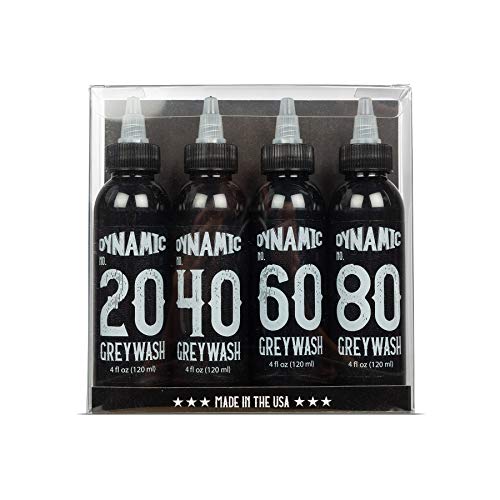 DYNAMIC
NO.
20
GREYWASH
4 fl oz (120 ml)
DYNAMIC
NO.
40
GREYWASH
4 fl oz (120 ml)
DYNAMIC
NO.
60
GREYWASH
4 fl oz (120 ml)
DYNAMIC
NO.
80
GREYWASH
4 fl oz (120 ml)
★★★ MADE IN THE USA ★★★